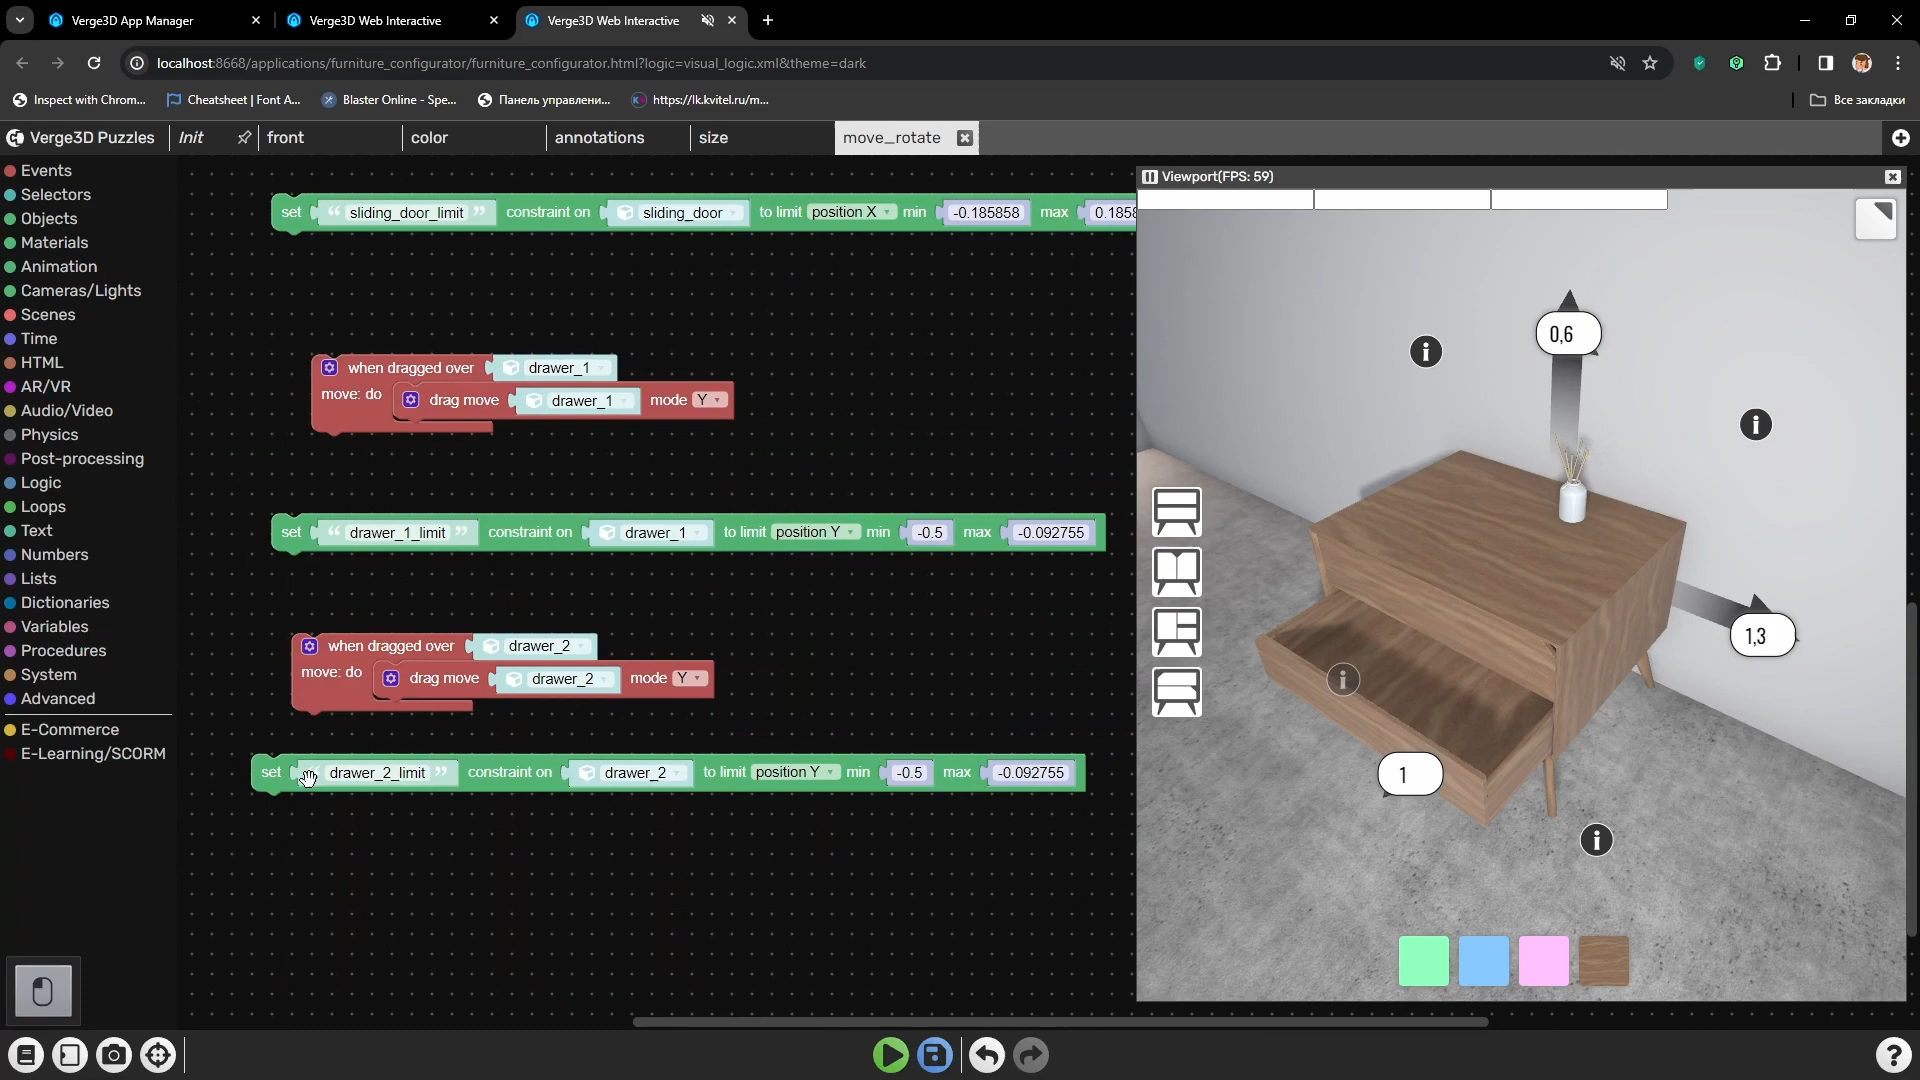 Verge3D App Manager
Verge3D Web Interactive
Verge3D Web Interactive
localhost:8668/applications/furniture_configurator/furniture_configurator.html?logic=visual_logic.xml&theme=dark
Inspect with Chrom...
Cheatsheet | Font A...
Blaster Online - Spe...
Панель управлени...
https://lk.kvitel.ru/m...
Все закладки
Verge3D Puzzles
Init
front
color
annotations
size
move_rotate
Events
Selectors
Objects
Materials
Animation
Cameras/Lights
Scenes
Time
HTML
AR/VR
Audio/Video
Physics
Post-processing
Logic
Loops
Text
Numbers
Lists
Dictionaries
Variables
Procedures
System
Advanced
E-Commerce
E-Learning/SCORM
set “ sliding_door_limit ” constraint on sliding_door to limit position X min -0.185858 max 0.1858
when dragged over drawer_1
move: do drag move drawer_1 mode Y
set “ drawer_1_limit ” constraint on drawer_1 to limit position Y min -0.5 max -0.092755
when dragged over drawer_2
move: do drag move drawer_2 mode Y
set “ drawer_2_limit ” constraint on drawer_2 to limit position Y min -0.5 max -0.092755
Viewport(FPS: 59)
0,6
i
i
1,3
i
1
i
?